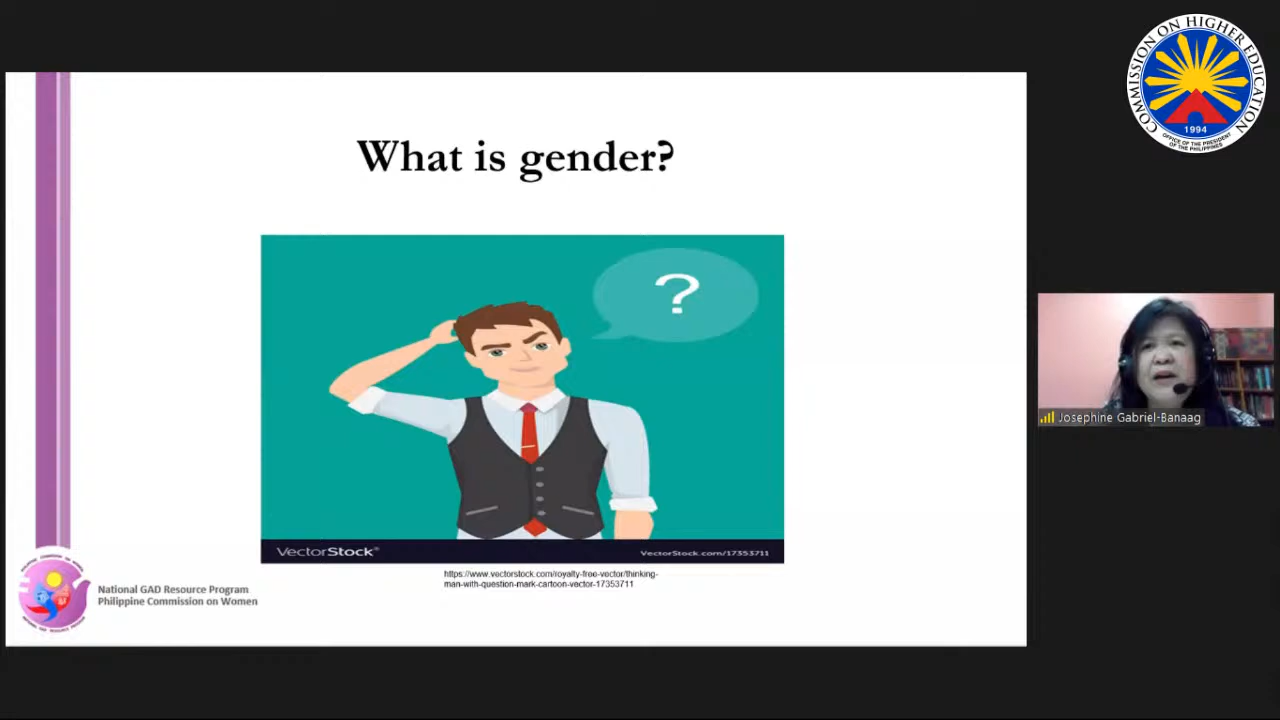 What is gender?
?
VectorStock®
VectorStock.com/17353711
https://www.vectorstock.com/royalty-free-vector/thinking-
man-with-question-mark-cartoon-vector-17353711
National GAD Resource Program
Philippine Commission on Women
COMMISSION ON HIGHER EDUCATION
1994
OFFICE OF THE PRESIDENT
OF THE PHILIPPINES
Josephine Gabriel-Banaag